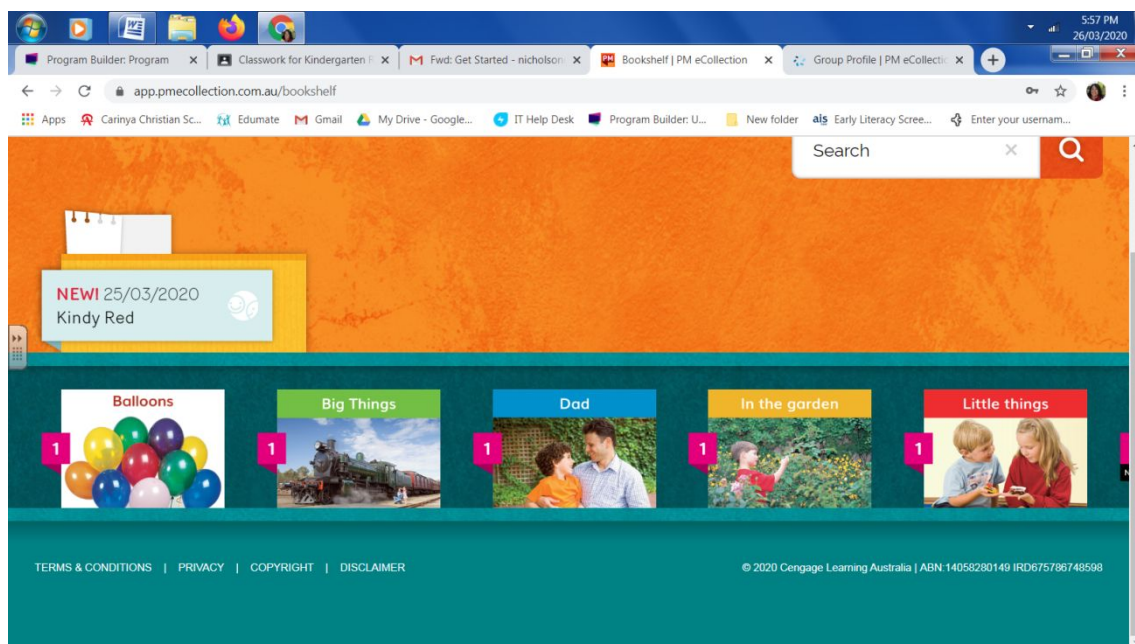 5:57 PM
26/03/2020
Program Builder: Program
Classwork for Kindergarten
Fwd: Get Started - nicholson
Bookshelf | PM eCollection
Group Profile | PM eCollectio
app.pmecollection.com.au/bookshelf
Apps
Carinya Christian Sc...
Edumate
Gmail
My Drive - Google...
IT Help Desk
Program Builder: U...
New folder
ais
Early Literacy Scree...
Enter your usernam...
Search
NEW! 25/03/2020
Kindy Red
Balloons
Big Things
Dad
In the garden
Little things
1
1
1
1
1
N
TERMS & CONDITIONS | PRIVACY | COPYRIGHT | DISCLAIMER
© 2020 Cengage Learning Australia | ABN:14058280149 IRD675786748598